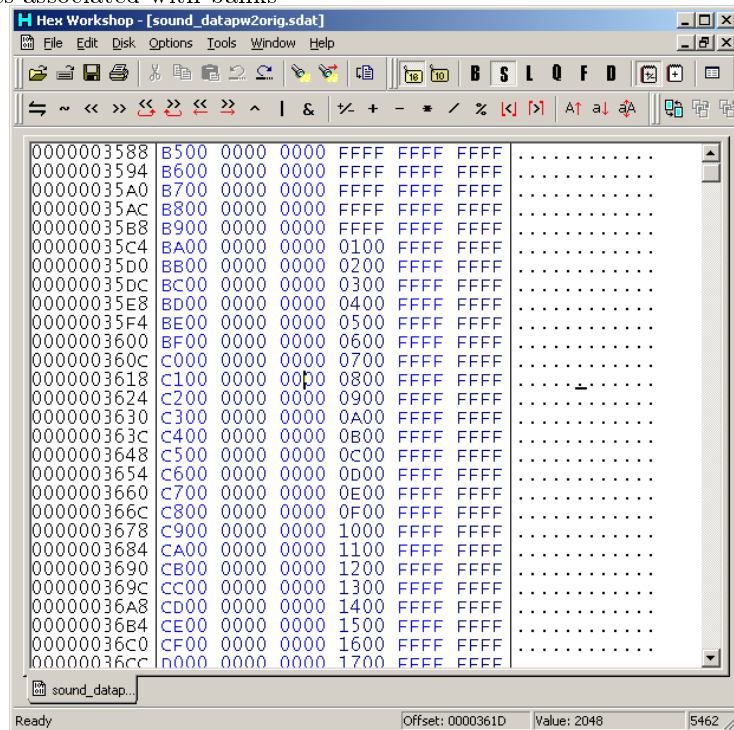 Hex Workshop - [sound_datapw2orig.sdat]
File Edit Disk Options Tools Window Help
16 10 B S L Q F D
~ << >> ^ | & +/- + - * / % A↑ a↓
0000003588 B500 0000 0000 FFFF FFFF FFFF ............
0000003594 B600 0000 0000 FFFF FFFF FFFF ............
00000035A0 B700 0000 0000 FFFF FFFF FFFF ............
00000035AC B800 0000 0000 FFFF FFFF FFFF ............
00000035B8 B900 0000 0000 FFFF FFFF FFFF ............
00000035C4 BA00 0000 0000 0100 FFFF FFFF ............
00000035D0 BB00 0000 0000 0200 FFFF FFFF ............
00000035DC BC00 0000 0000 0300 FFFF FFFF ............
00000035E8 BD00 0000 0000 0400 FFFF FFFF ............
00000035F4 BE00 0000 0000 0500 FFFF FFFF ............
0000003600 BF00 0000 0000 0600 FFFF FFFF ............
000000360C C000 0000 0000 0700 FFFF FFFF ............
0000003618 C100 0000 0000 0800 FFFF FFFF ............
0000003624 C200 0000 0000 0900 FFFF FFFF ............
0000003630 C300 0000 0000 0A00 FFFF FFFF ............
000000363C C400 0000 0000 0B00 FFFF FFFF ............
0000003648 C500 0000 0000 0C00 FFFF FFFF ............
0000003654 C600 0000 0000 0D00 FFFF FFFF ............
0000003660 C700 0000 0000 0E00 FFFF FFFF ............
000000366C C800 0000 0000 0F00 FFFF FFFF ............
0000003678 C900 0000 0000 1000 FFFF FFFF ............
0000003684 CA00 0000 0000 1100 FFFF FFFF ............
0000003690 CB00 0000 0000 1200 FFFF FFFF ............
000000369C CC00 0000 0000 1300 FFFF FFFF ............
00000036A8 CD00 0000 0000 1400 FFFF FFFF ............
00000036B4 CE00 0000 0000 1500 FFFF FFFF ............
00000036C0 CF00 0000 0000 1600 FFFF FFFF ............
00000036CC D000 0000 0000 1700 FFFF FFFF ............
sound_datap...
Ready Offset: 0000361D Value: 2048 5462